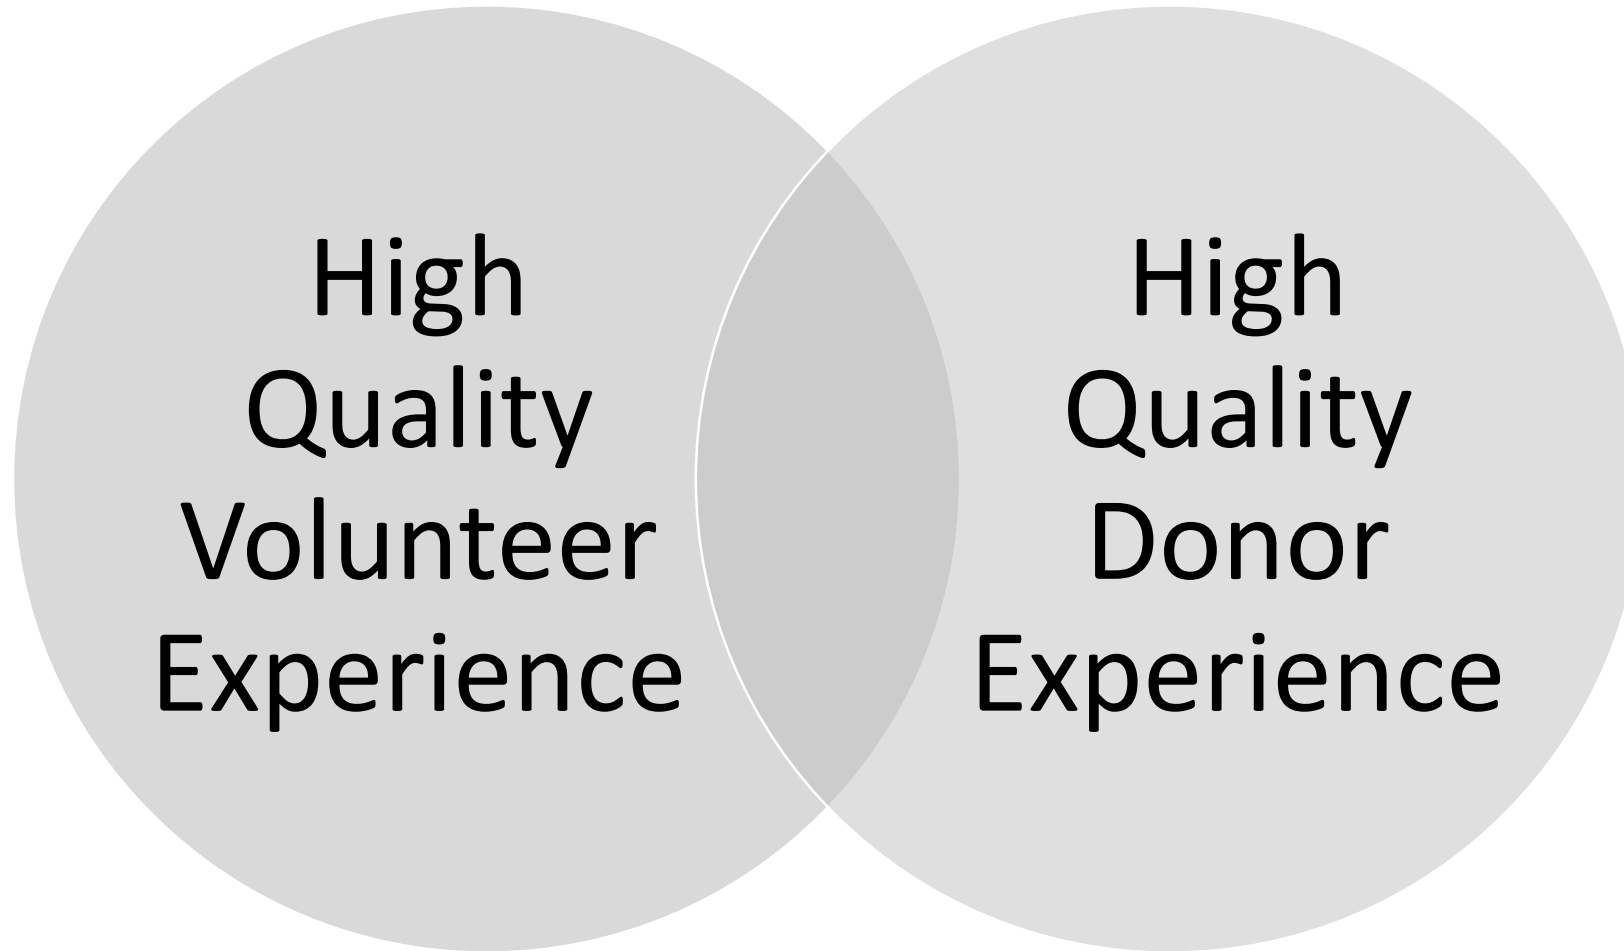 High
Quality
Volunteer
Experience
High
Quality
Donor
Experience